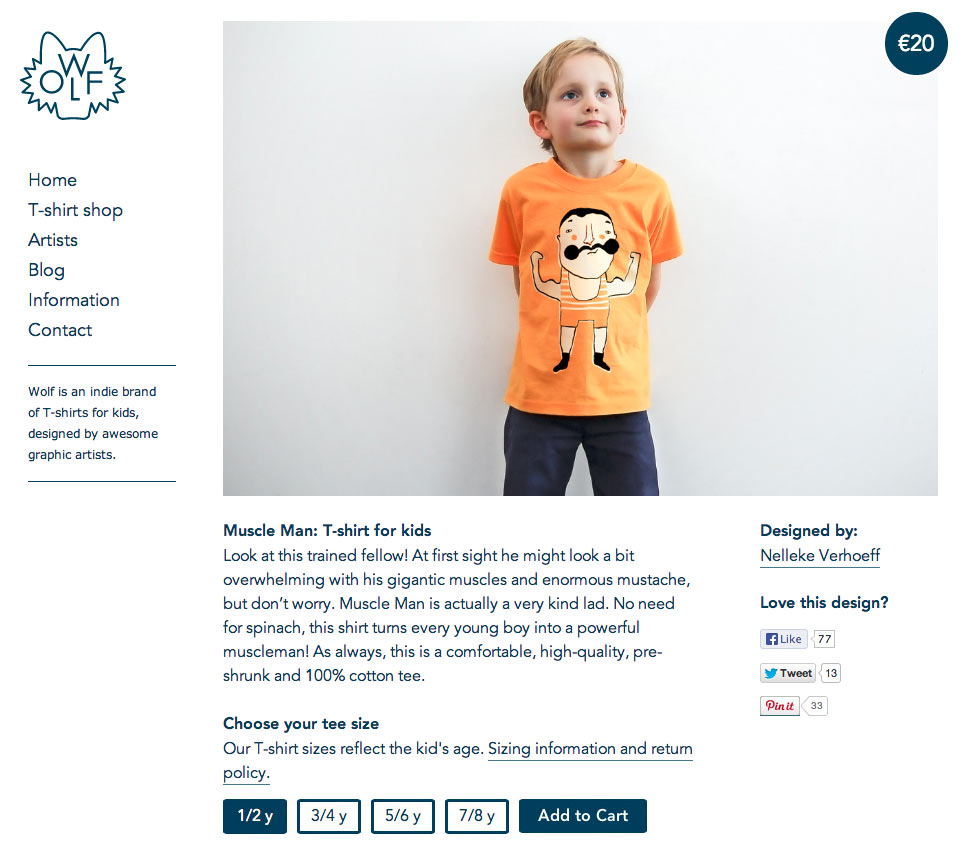 WOLF
€20
Home
T-shirt shop
Artists
Blog
Information
Contact
Wolf is an indie brand
of T-shirts for kids,
designed by awesome
graphic artists.
Muscle Man: T-shirt for kids
Look at this trained fellow! At first sight he might look a bit
overwhelming with his gigantic muscles and enormous mustache,
but don’t worry. Muscle Man is actually a very kind lad. No need
for spinach, this shirt turns every young boy into a powerful
muscleman! As always, this is a comfortable, high-quality, pre-
shrunk and 100% cotton tee.
Choose your tee size
Our T-shirt sizes reflect the kid's age. Sizing information and return
policy.
1/2 y 3/4 y 5/6 y 7/8 y Add to Cart
Designed by:
Nelleke Verhoeff
Love this design?
Like 77
Tweet 13
Pin it 33